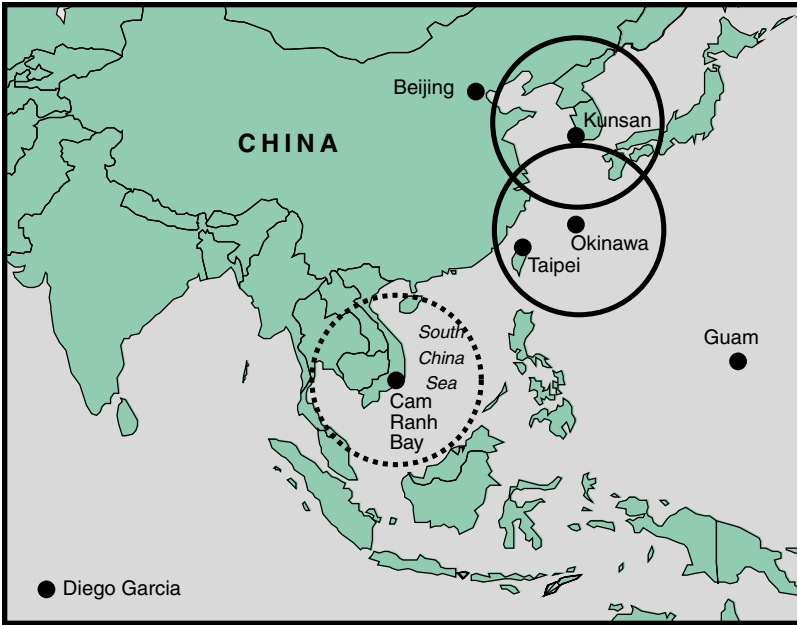 Beijing
CHINA
Kunsan
Okinawa
Taipei
South
China
Sea
Guam
Cam
Ranh
Bay
Diego Garcia